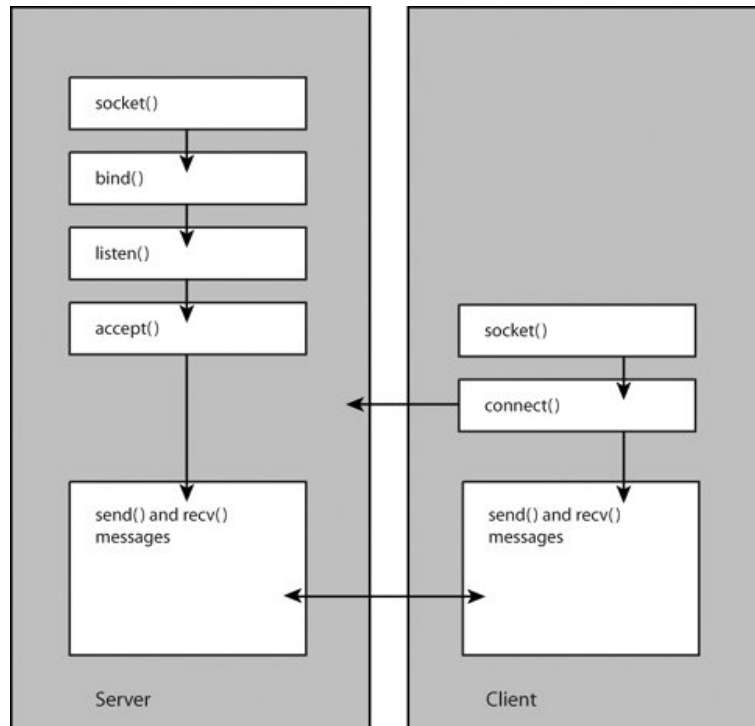 socket()
bind()
listen()
accept()
send() and recv()
messages
Server
socket()
connect()
send() and recv()
messages
Client